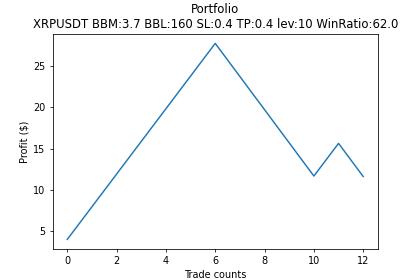 Portfolio
XRPUSDT BBM:3.7 BBL:160 SL:0.4 TP:0.4 lev:10 WinRatio:62.0
25
20
15
10
5
Profit ($)
0 2 4 6 8 10 12
Trade counts